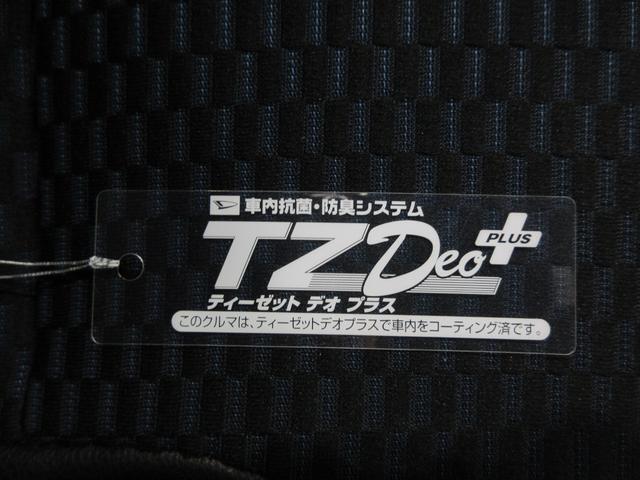 車内抗菌・防臭システム
TZ Deo PLUS
ティーゼット デオ プラス
このクルマは、ティーゼットデオプラスで車内をコーティング済です。